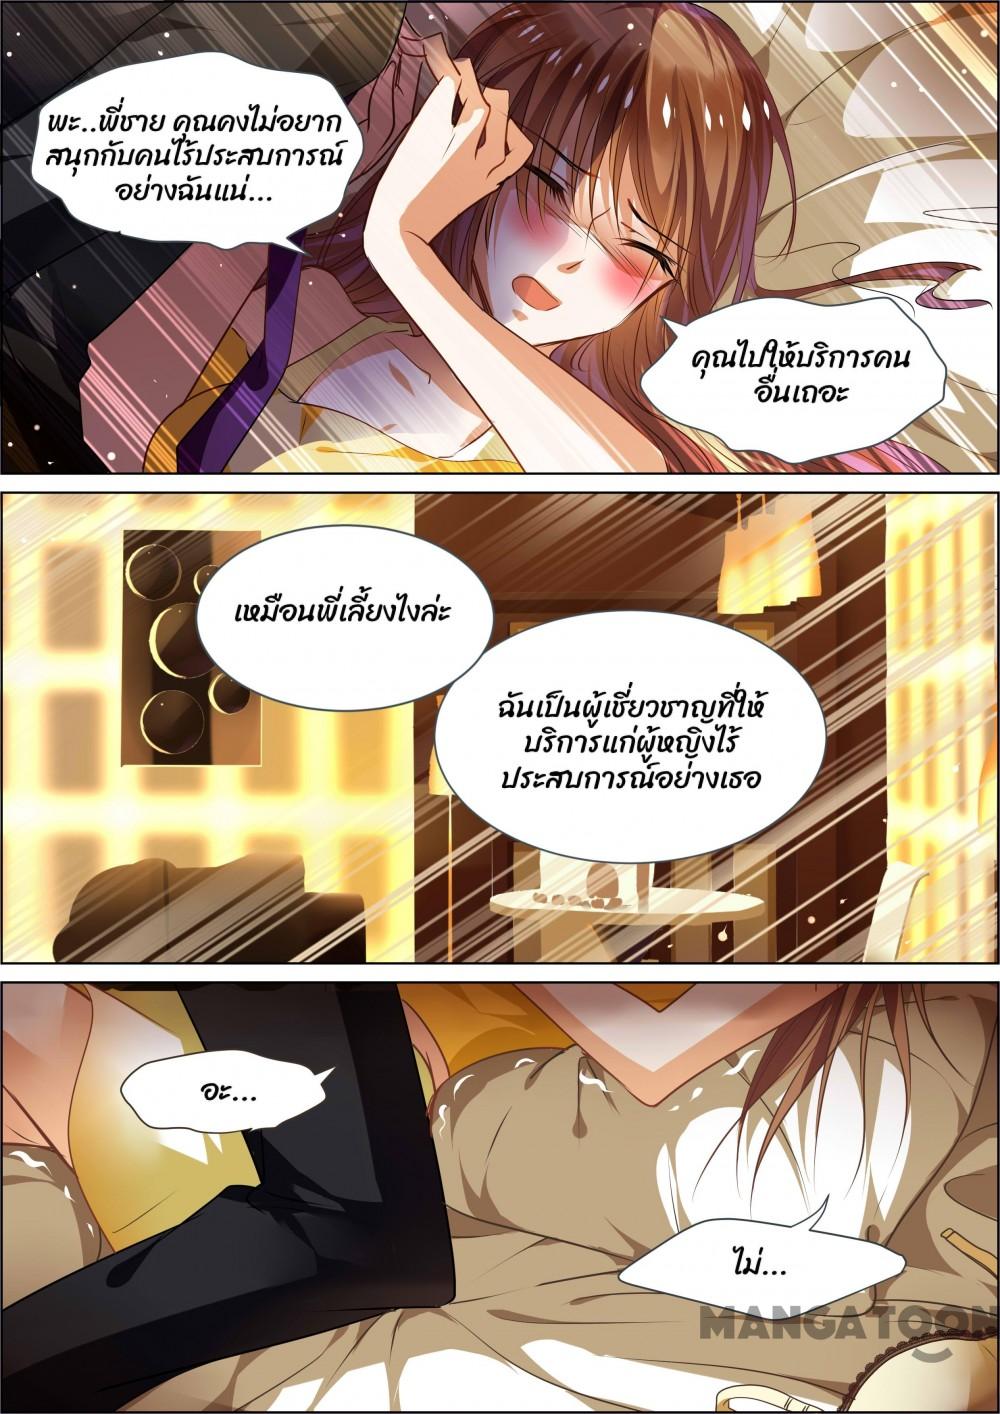 พะ..พี่ชาย คุณคงไม่อยาก
สนุกกับคนไร้ประสบการณ์
อย่างฉันแน่...
คุณไปให้บริการคน
อื่นเถอะ
เหมือนพี่เลี้ยงไงล่ะ
ฉันเป็นผู้เชี่ยวชาญที่ให้
บริการแก่ผู้หญิงไร้
ประสบการณ์อย่างเธอ
อะ...
ไม่...
MANGATOON